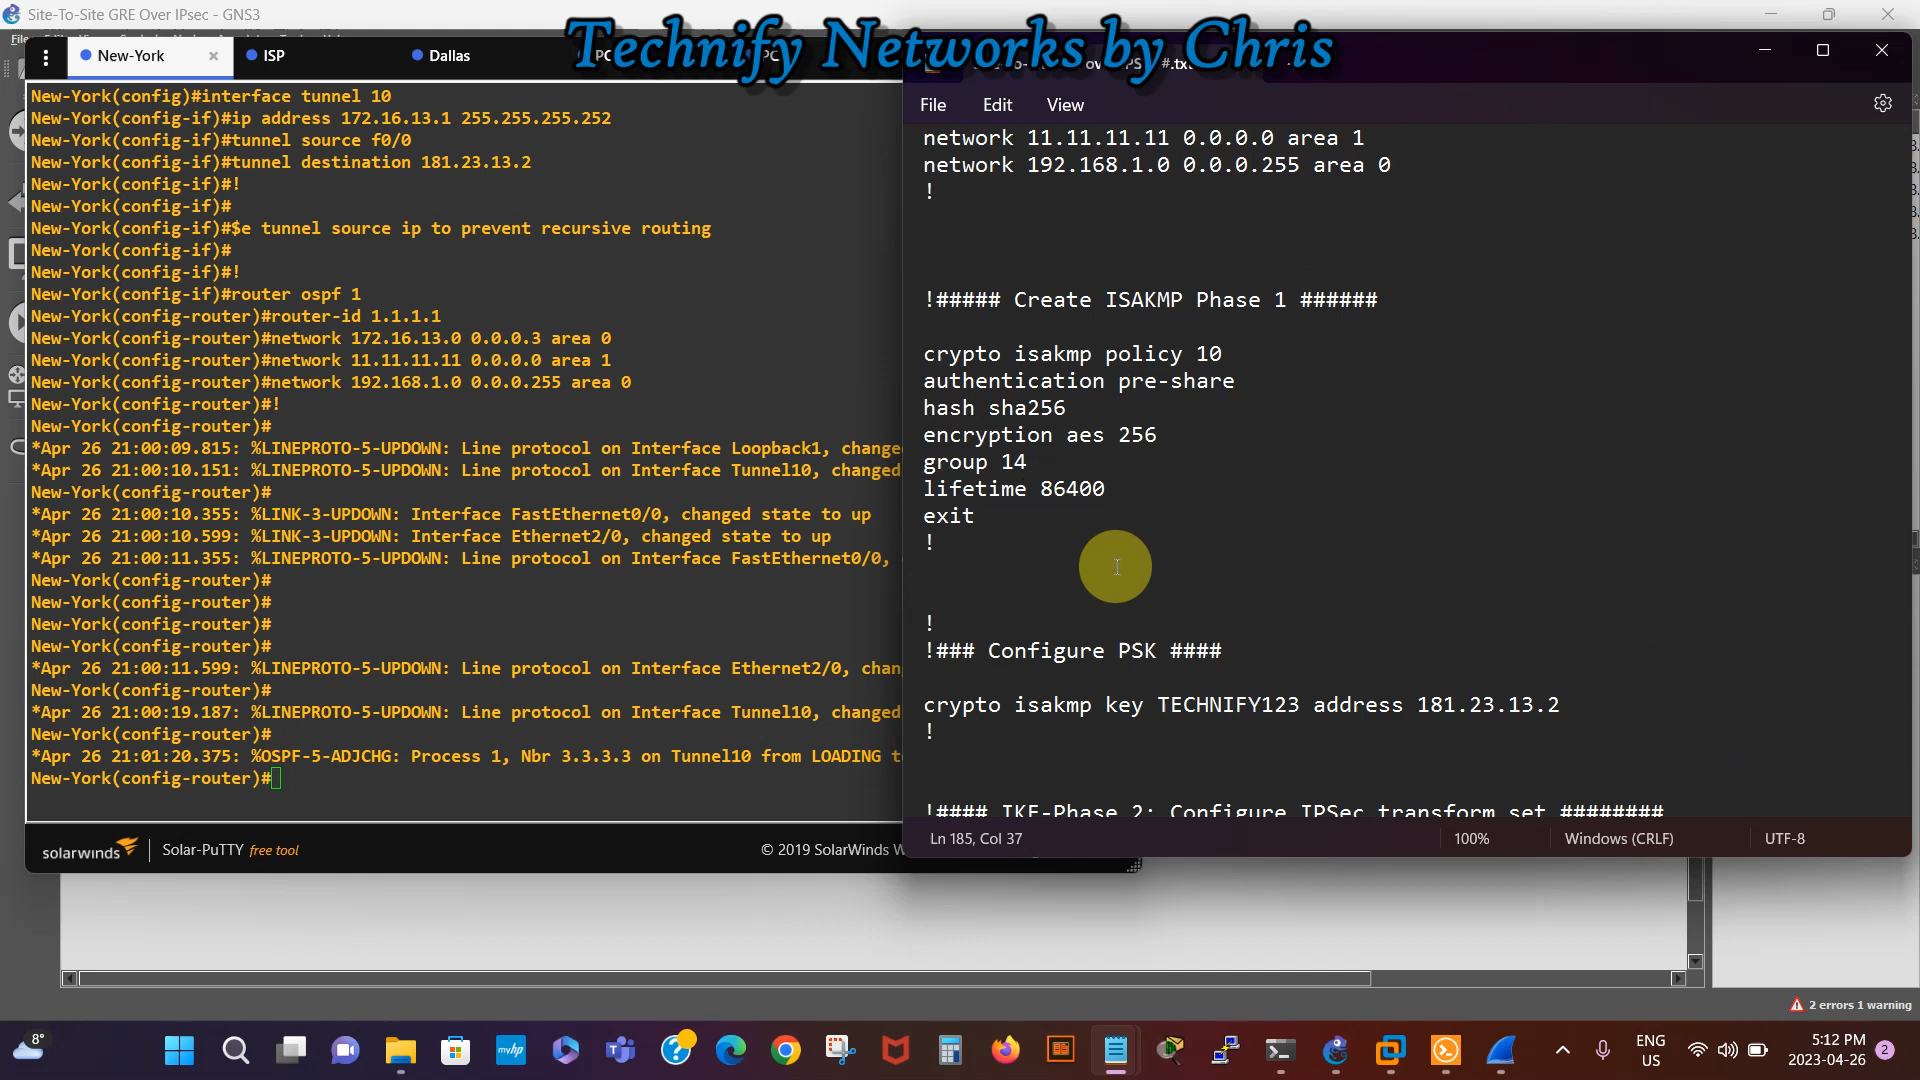 Site-To-Site GRE Over IPsec - GNS3
Technify Networks by Chris
New-York
ISP
Dallas
PC
PC
New-York(config)#interface tunnel 10
New-York(config-if)#ip address 172.16.13.1 255.255.255.252
New-York(config-if)#tunnel source f0/0
New-York(config-if)#tunnel destination 181.23.13.2
New-York(config-if)#!
New-York(config-if)#
New-York(config-if)#$e tunnel source ip to prevent recursive routing
New-York(config-if)#
New-York(config-if)#!
New-York(config-if)#router ospf 1
New-York(config-router)#router-id 1.1.1.1
New-York(config-router)#network 172.16.13.0 0.0.0.3 area 0
New-York(config-router)#network 11.11.11.11 0.0.0.0 area 1
New-York(config-router)#network 192.168.1.0 0.0.0.255 area 0
New-York(config-router)#!
New-York(config-router)#
*Apr 26 21:00:09.815: %LINEPROTO-5-UPDOWN: Line protocol on Interface Loopback1, change
*Apr 26 21:00:10.151: %LINEPROTO-5-UPDOWN: Line protocol on Interface Tunnel10, changed
New-York(config-router)#
*Apr 26 21:00:10.355: %LINK-3-UPDOWN: Interface FastEthernet0/0, changed state to up
*Apr 26 21:00:10.599: %LINK-3-UPDOWN: Interface Ethernet2/0, changed state to up
*Apr 26 21:00:11.355: %LINEPROTO-5-UPDOWN: Line protocol on Interface FastEthernet0/0,
New-York(config-router)#
New-York(config-router)#
New-York(config-router)#
New-York(config-router)#
*Apr 26 21:00:11.599: %LINEPROTO-5-UPDOWN: Line protocol on Interface Ethernet2/0, chan
New-York(config-router)#
*Apr 26 21:00:19.187: %LINEPROTO-5-UPDOWN: Line protocol on Interface Tunnel10, changed
New-York(config-router)#
*Apr 26 21:01:20.375: %OSPF-5-ADJCHG: Process 1, Nbr 3.3.3.3 on Tunnel10 from LOADING t
New-York(config-router)#
solarwinds
Solar-PuTTY free tool
© 2019 SolarWinds W
File
Edit
View
network 11.11.11.11 0.0.0.0 area 1
network 192.168.1.0 0.0.0.255 area 0
!
!##### Create ISAKMP Phase 1 ######
crypto isakmp policy 10
authentication pre-share
hash sha256
encryption aes 256
group 14
lifetime 86400
exit
!
!
!### Configure PSK ####
crypto isakmp key TECHNIFY123 address 181.23.13.2
!
!#### IKE-Phase 2: Configure IPSec transform set ########
Ln 185, Col 37
100%
Windows (CRLF)
UTF-8
2 errors 1 warning
8°
myhp
ENG
US
5:12 PM
2023-04-26
2